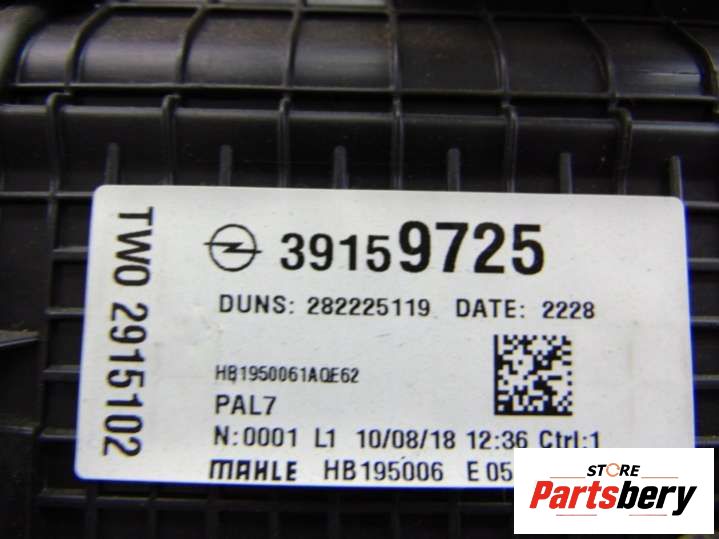 TWO 2915102
39159725
DUNS: 282225119 DATE: 2228
HB1950061AQE62
PAL7
N:0001 L1 10/08/18 12:36 Ctrl:1
MAHLE HB195006 E 05
STORE
Partsbery